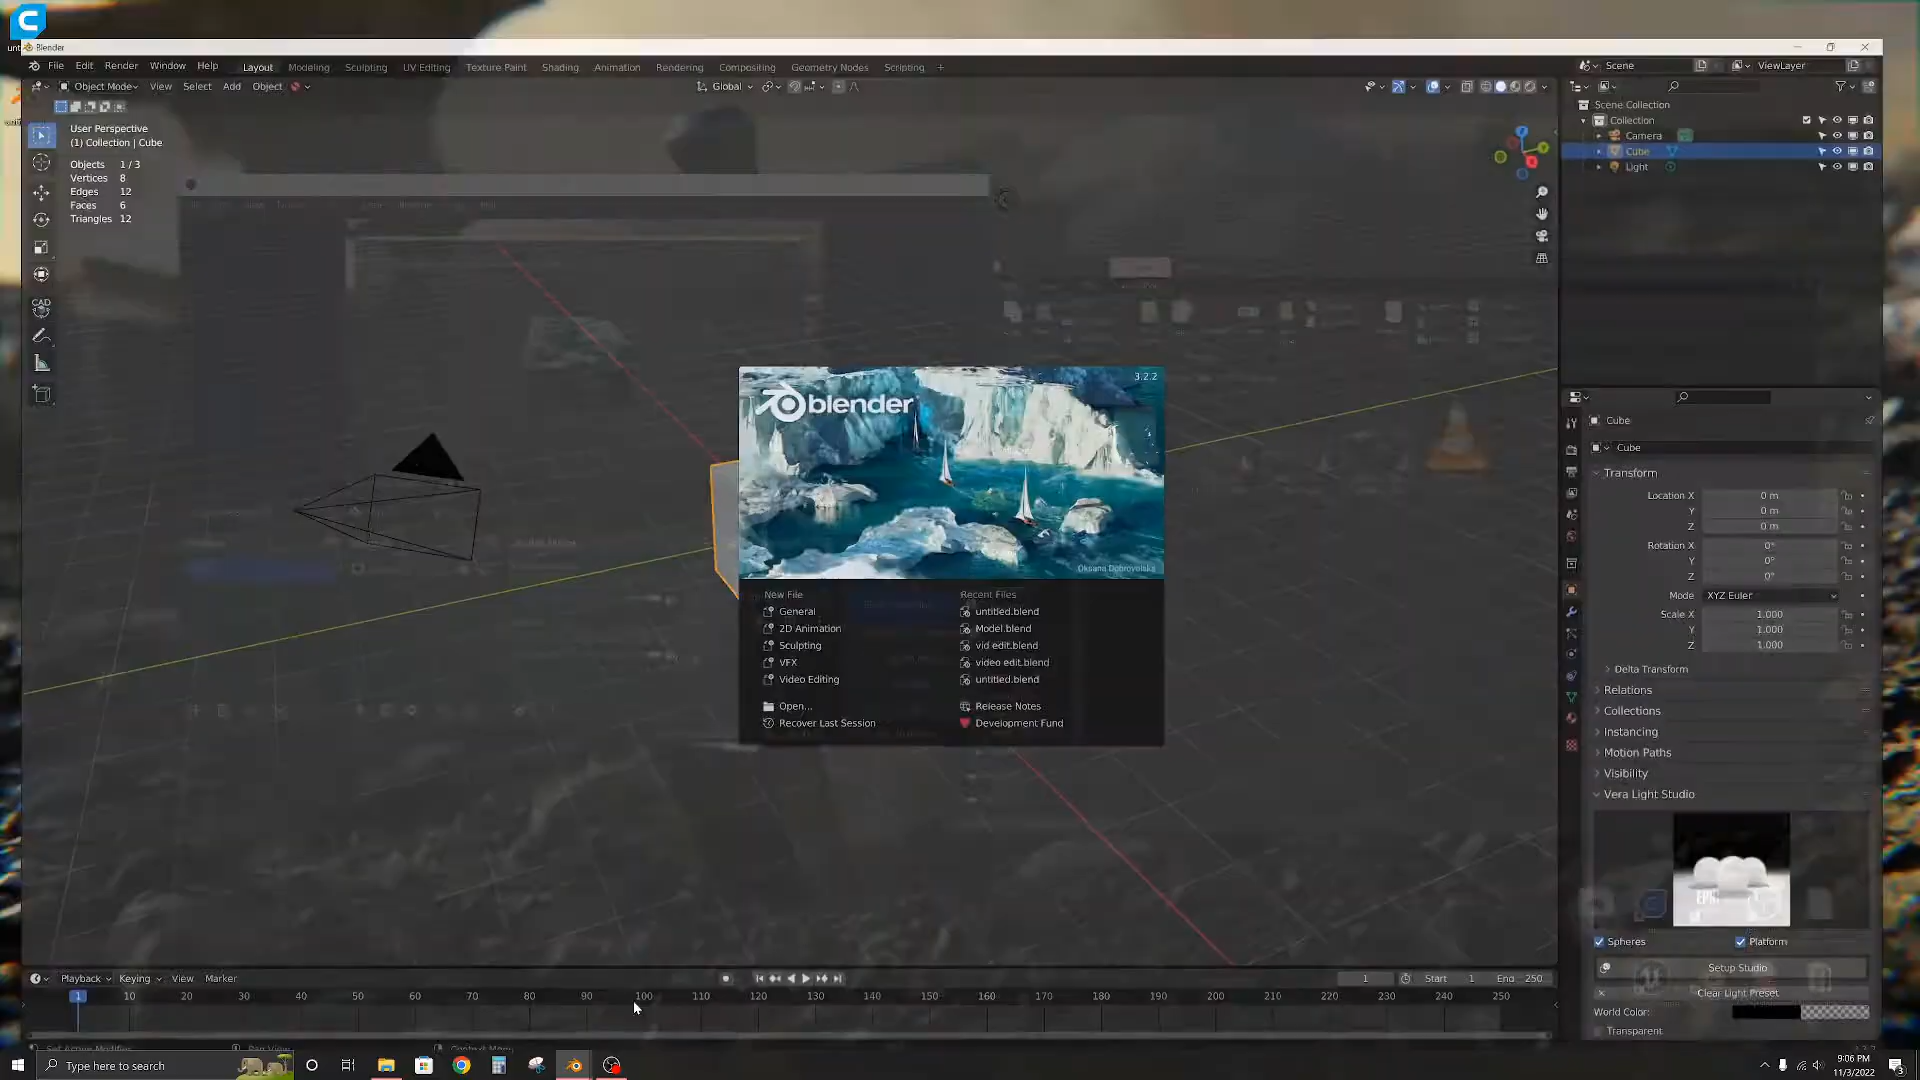 Blender
File Edit Render Window Help Layout Modeling Sculpting UV Editing Texture Paint Shading Animation Rendering Compositing Geometry Nodes Scripting + Scene ViewLayer
Object Mode View Select Add Object Global
User Perspective
(1) Collection | Cube
Objects 1 / 3
Vertices 8
Edges 12
Faces 6
Triangles 12
CAD
Scene Collection
Collection
Camera
Cube
Light
blender
3.2.2
Oksana Dobrovolska
New File
General
2D Animation
Sculpting
VFX
Video Editing
Open...
Recover Last Session
Recent Files
untitled.blend
Model.blend
vid edit.blend
video edit.blend
untitled.blend
Release Notes
Development Fund
Cube
Cube
Transform
Location X 0 m
Y 0 m
Z 0 m
Rotation X 0°
Y 0°
Z 0°
Mode XYZ Euler
Scale X 1.000
Y 1.000
Z 1.000
Delta Transform
Relations
Collections
Instancing
Motion Paths
Visibility
Vera Light Studio
Spheres Platform
Setup Studio
Clear Light Preset
World Color:
Transparent
Playback Keying View Marker 1 Start 1 End 250
1 10 20 30 40 50 60 70 80 90 100 110 120 130 140 150 160 170 180 190 200 210 220 230 240 250
Set Active Modifier Pan View Context Menu
Type here to search
9:06 PM
11/3/2022
3